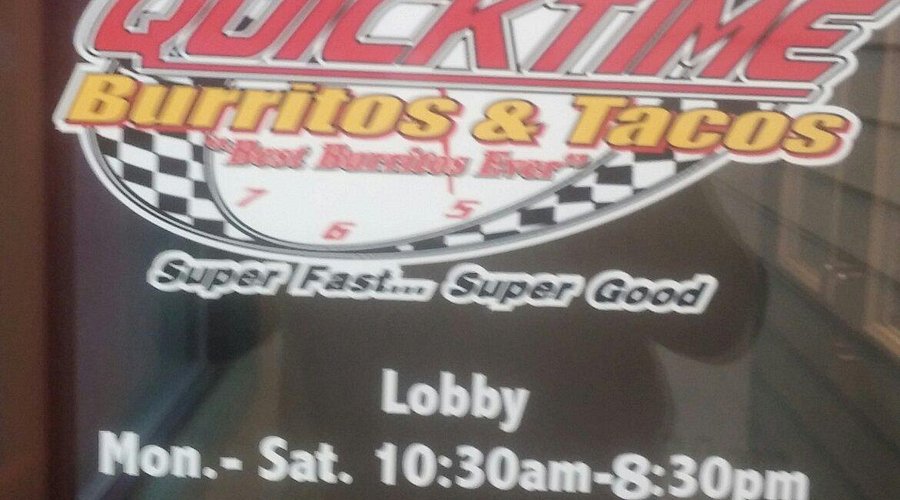 QUICKTIME
Burritos & Tacos
"Best Burritos Ever"
7 6 5
Super Fast... Super Good
Lobby
Mon.- Sat. 10:30am-8:30pm